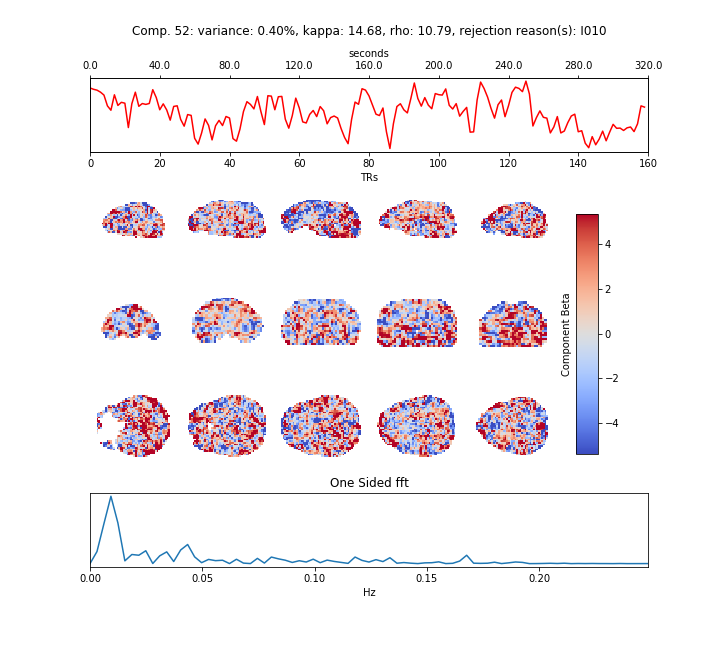 Comp. 52: variance: 0.40%, kappa: 14.68, rho: 10.79, rejection reason(s): I010
seconds
0.0 40.0 80.0 120.0 160.0 200.0 240.0 280.0 320.0
0 20 40 60 80 100 120 140 160
TRs
4
2
0
−2
−4
Component Beta
One Sided fft
0.00 0.05 0.10 0.15 0.20
Hz